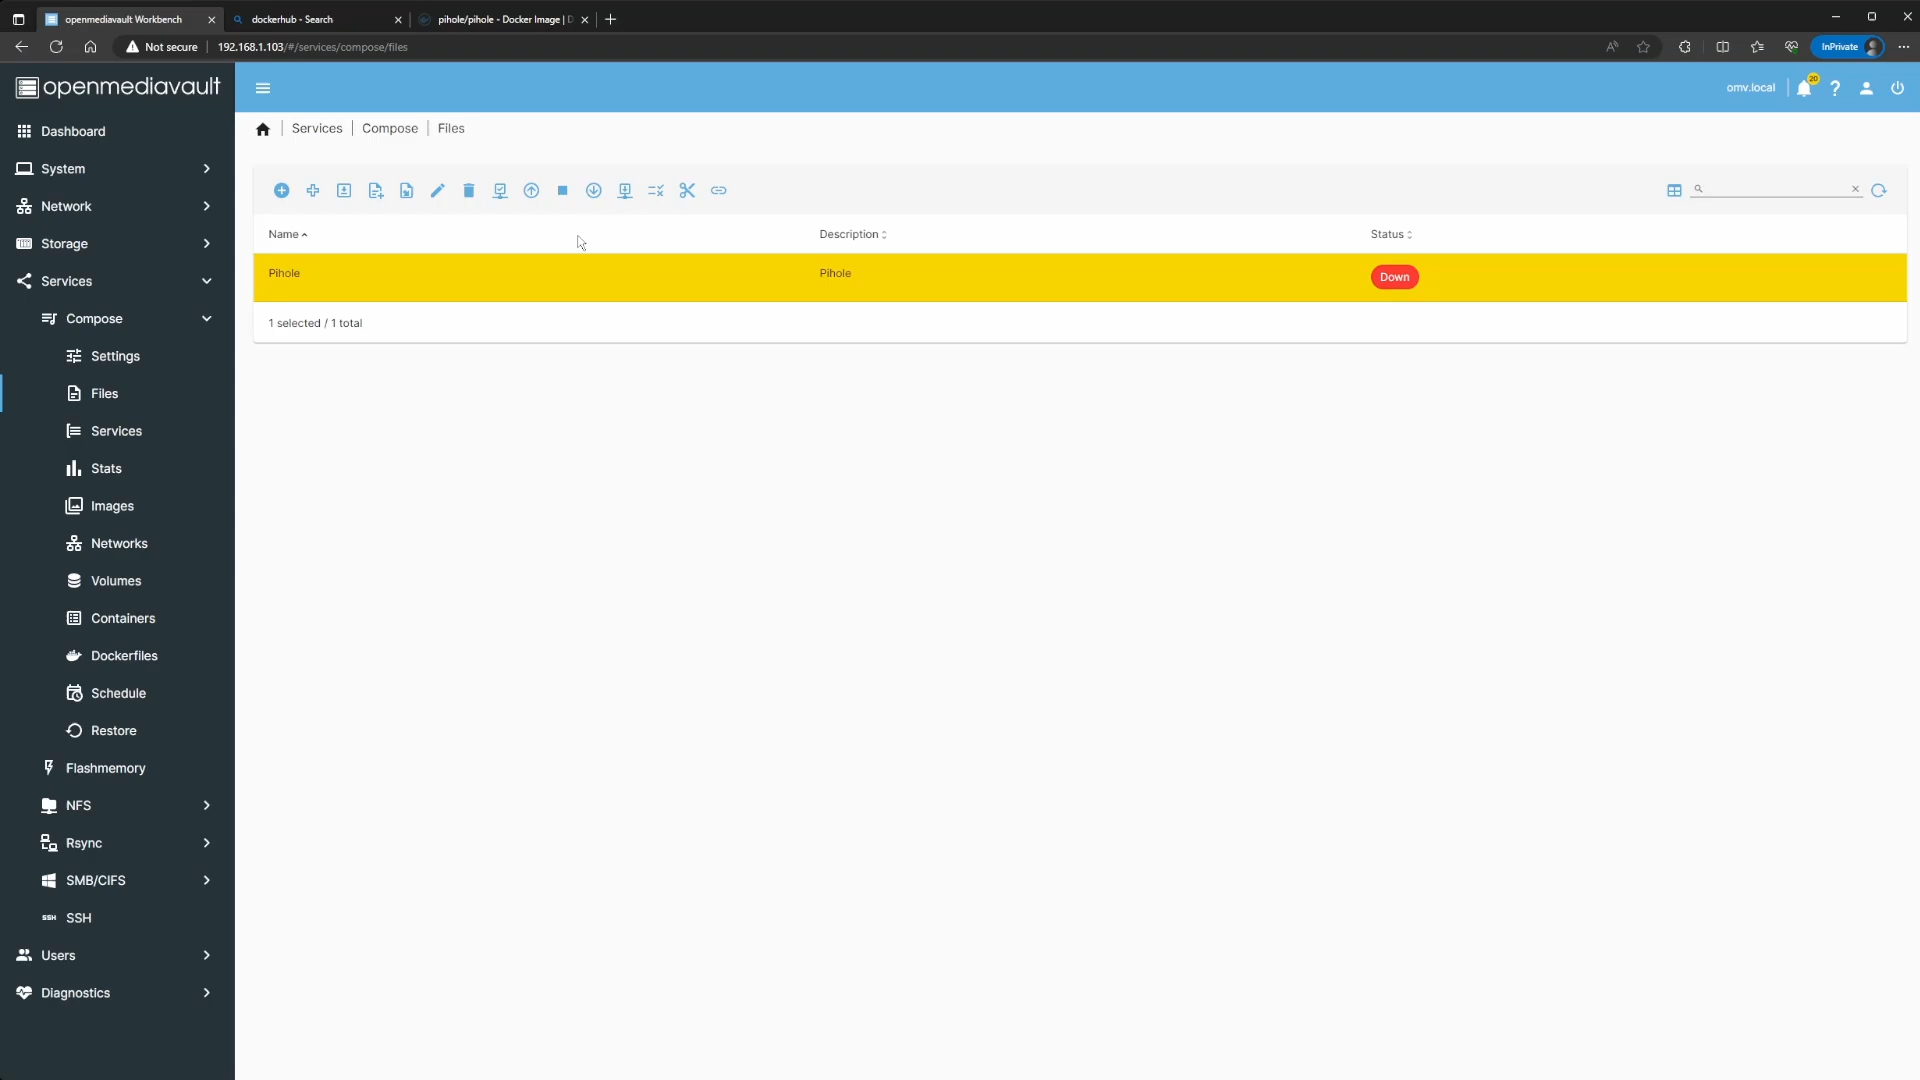 openmediavault Workbench
dockerhub - Search
pihole/pihole - Docker Image | D
Not secure
192.168.1.103/#/services/compose/files
InPrivate
openmediavault
omv.local
20
Dashboard
System
Network
Storage
Services
Compose
Settings
Files
Services
Stats
Images
Networks
Volumes
Containers
Dockerfiles
Schedule
Restore
Flashmemory
NFS
Rsync
SMB/CIFS
SSH SSH
Users
Diagnostics
Services | Compose | Files
Name Description Status
Pihole Pihole Down
1 selected / 1 total